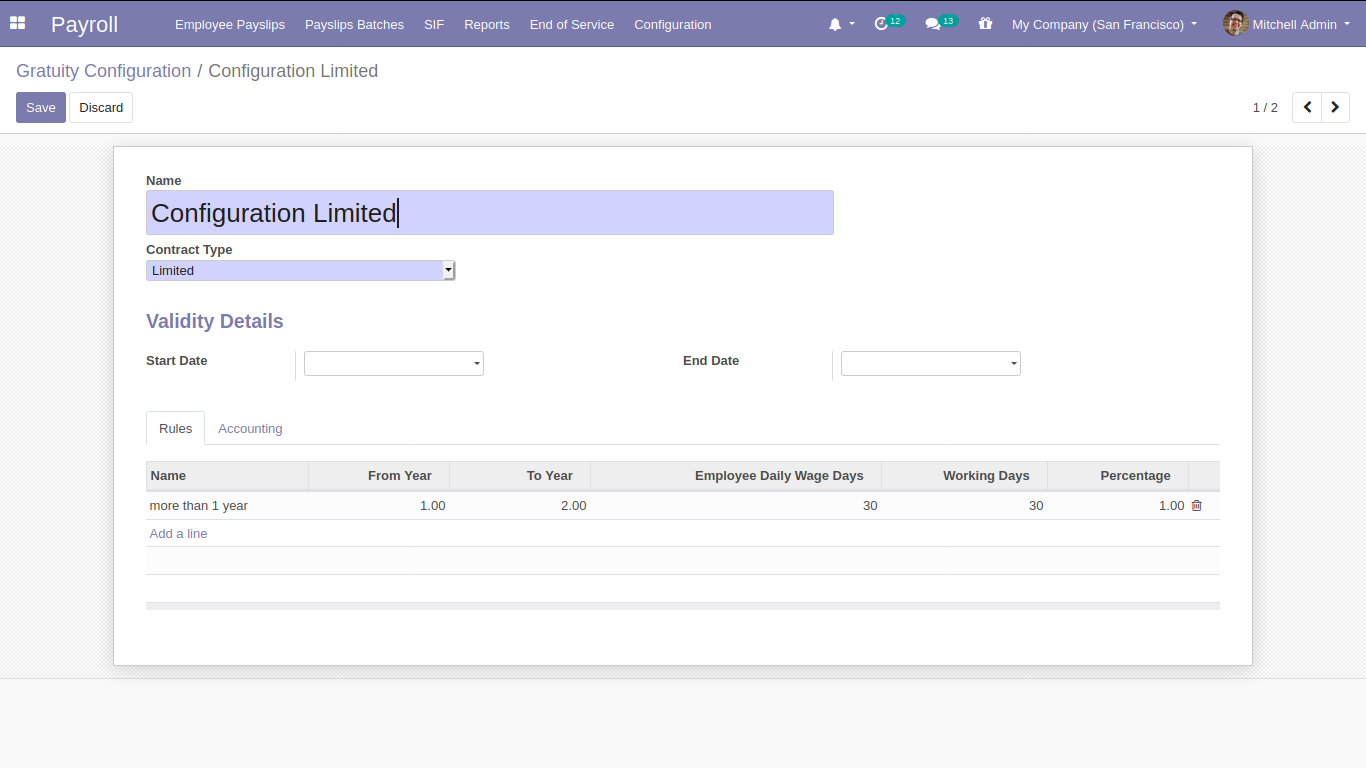 Payroll Employee Payslips Payslips Batches SIF Reports End of Service Configuration 12 13 My Company (San Francisco) Mitchell Admin
Gratuity Configuration / Configuration Limited
Save Discard 1 / 2
Name
Configuration Limited
Contract Type
Limited
Validity Details
Start Date End Date
Rules Accounting
Name From Year To Year Employee Daily Wage Days Working Days Percentage
more than 1 year 1.00 2.00 30 30 1.00
Add a line